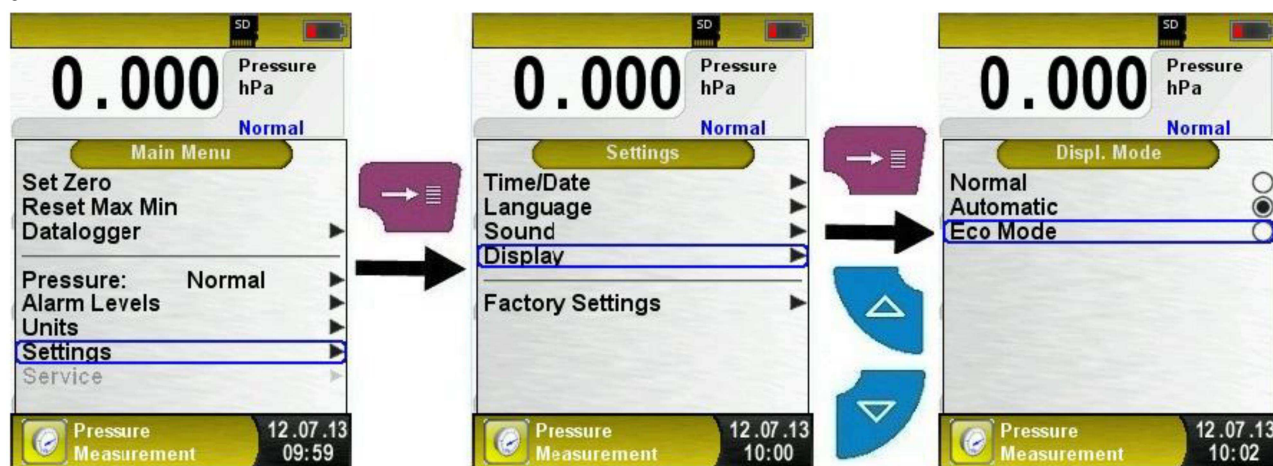 SD
0.000
Pressure
hPa
Normal
Main Menu
Set Zero
Reset Max Min
Datalogger
Pressure: Normal
Alarm Levels
Units
Settings
Service
Pressure
Measurement
12.07.13
09:59
SD
0.000
Pressure
hPa
Normal
Settings
Time/Date
Language
Sound
Display
Factory Settings
Pressure
Measurement
12.07.13
10:00
SD
0.000
Pressure
hPa
Normal
Displ. Mode
Normal
Automatic
Eco Mode
Pressure
Measurement
12.07.13
10:02